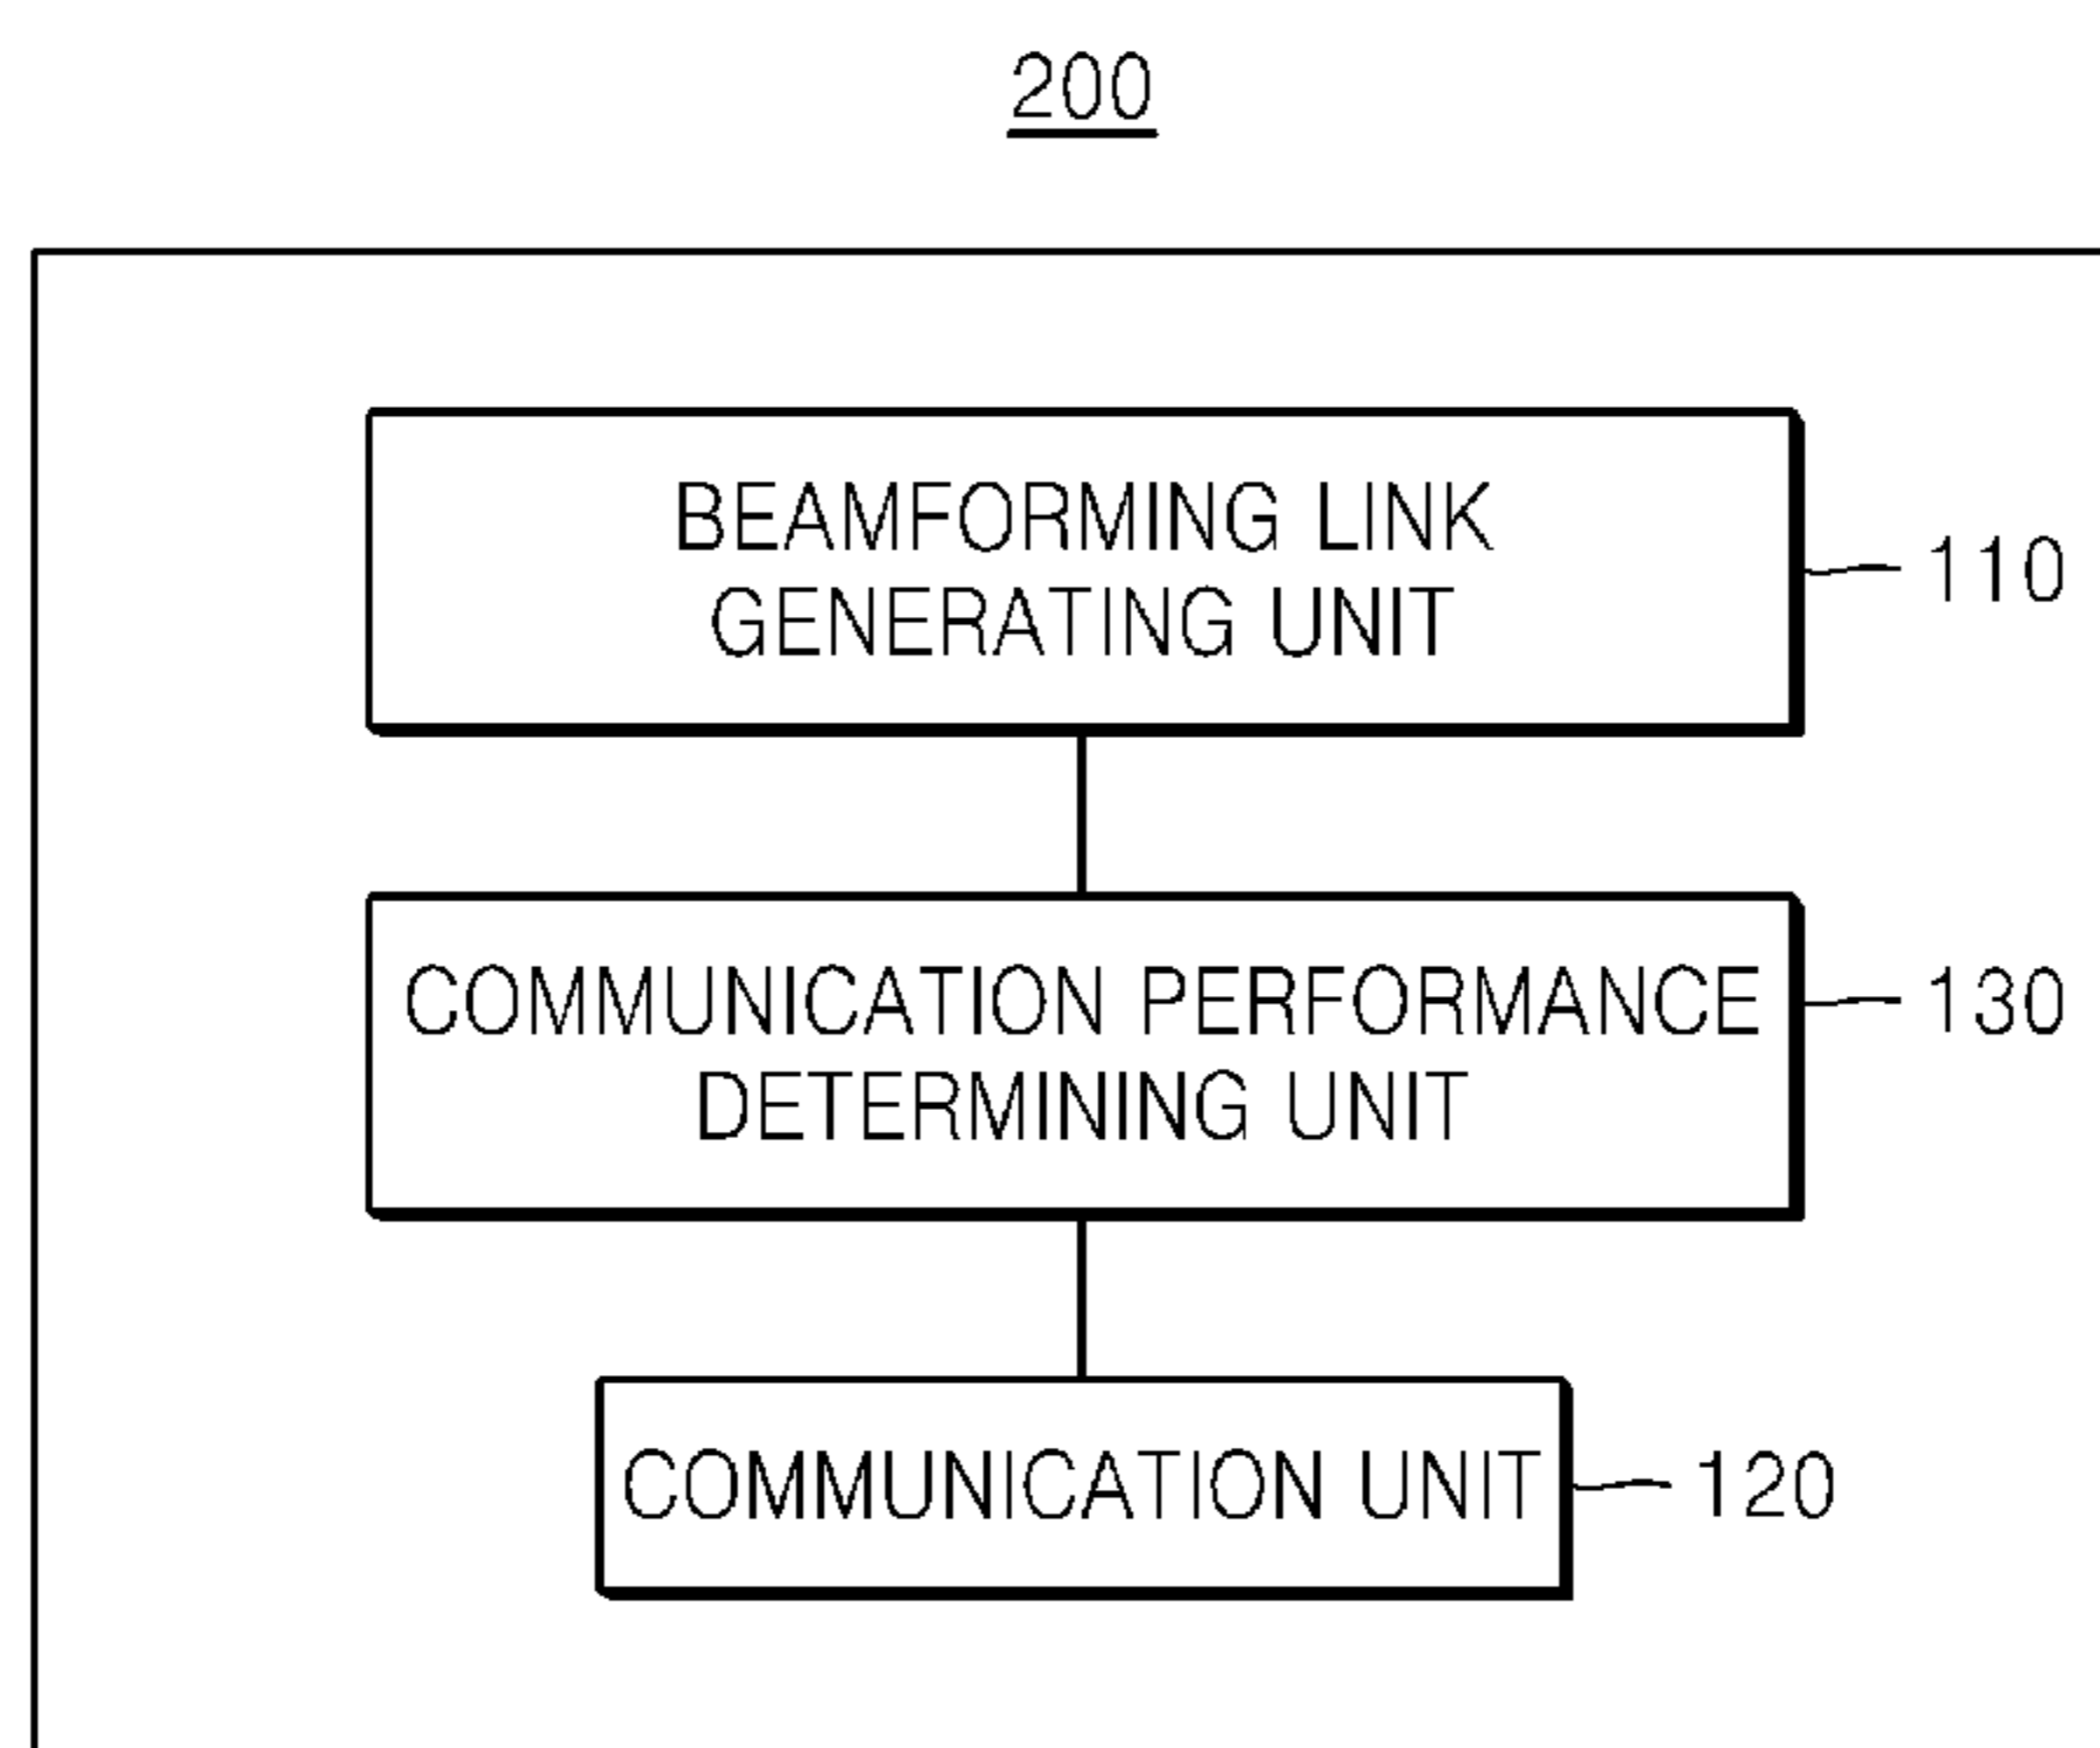 200
BEAMFORMING LINK
GENERATING UNIT
110
COMMUNICATION PERFORMANCE
DETERMINING UNIT
130
COMMUNICATION UNIT
120